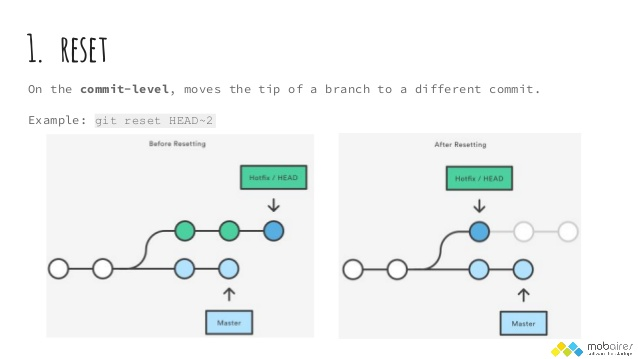 1. RESET
On the commit-level, moves the tip of a branch to a different commit.
Example: git reset HEAD~2
Before Resetting
After Resetting
Hotfix / HEAD
Hotfix / HEAD
Master
Master
mobaires